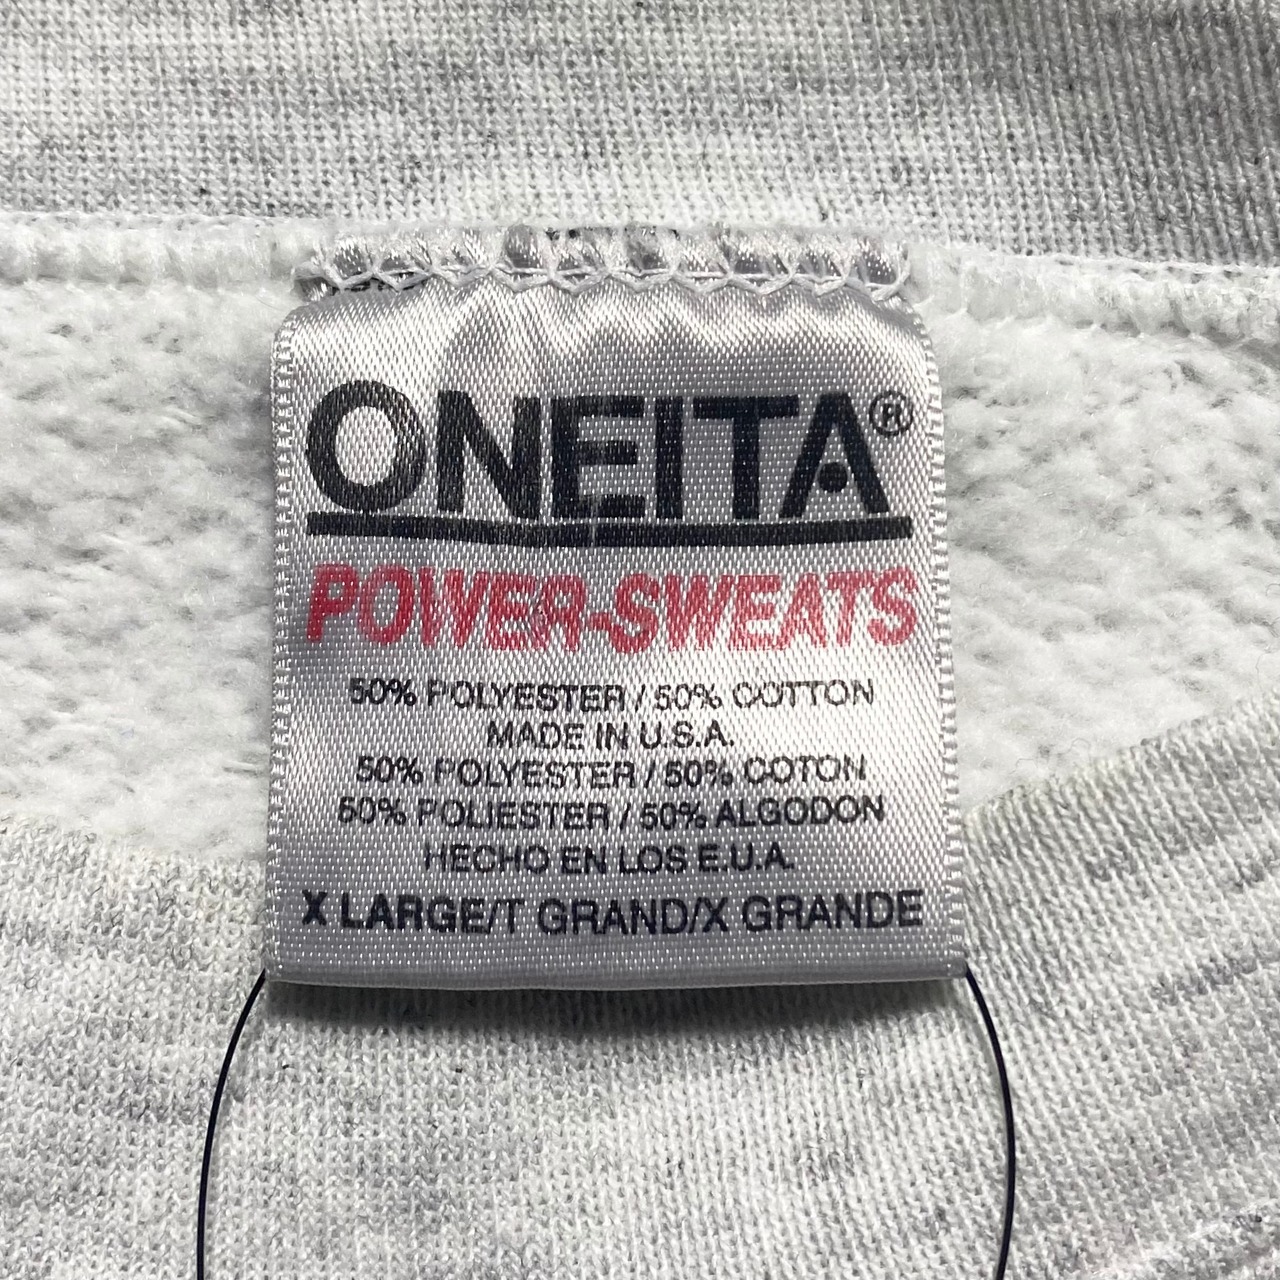 ONEITA®
POWER-SWEATS
50% POLYESTER / 50% COTTON
MADE IN U.S.A.
50% POLYESTER / 50% COTON
50% POLIESTER / 50% ALGODON
HECHO EN LOS E.U.A.
X LARGE/T GRAND/X GRANDE